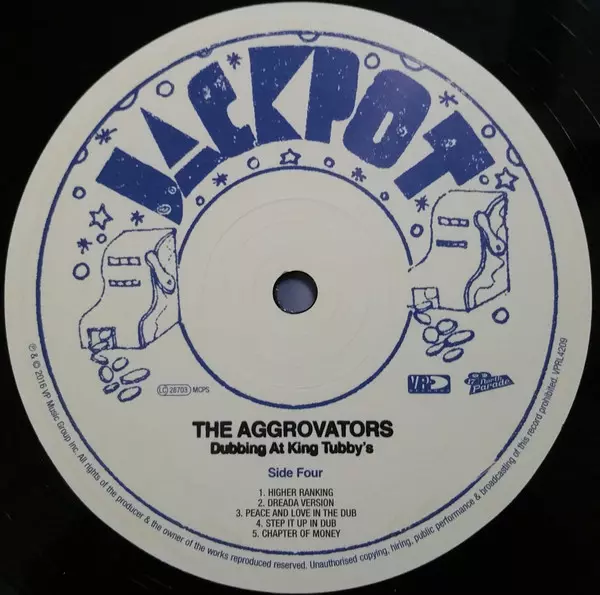 JACKPOT
LC 28703 MCPS
VP RECORDS
17 North Parade
THE AGGROVATORS
Dubbing At King Tubby's
Side Four
1. HIGHER RANKING
2. DREADA VERSION
3. PEACE AND LOVE IN THE DUB
4. STEP IT UP IN DUB
5. CHAPTER OF MONEY
℗ & © 2016 VP Music Group Inc. All rights of the producer & the owner of the works reproduced reserved. Unauthorised copying, hiring, public performance & broadcasting of this record prohibited. VPRL4209